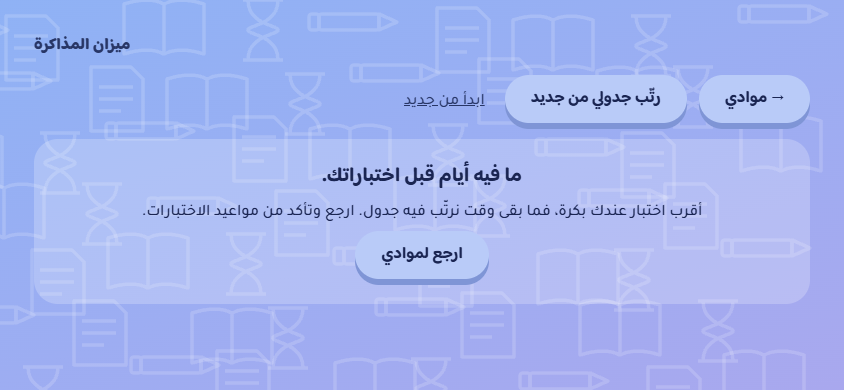 ميزان المذاكرة
→ موادي
رتّب جدولي من جديد
ابدأ من جديد
ما فيه أيام قبل اختباراتك.
أقرب اختبار عندك بكرة، فما بقى وقت نرتّب فيه جدول. ارجع وتأكد من مواعيد الاختبارات.
ارجع لموادي